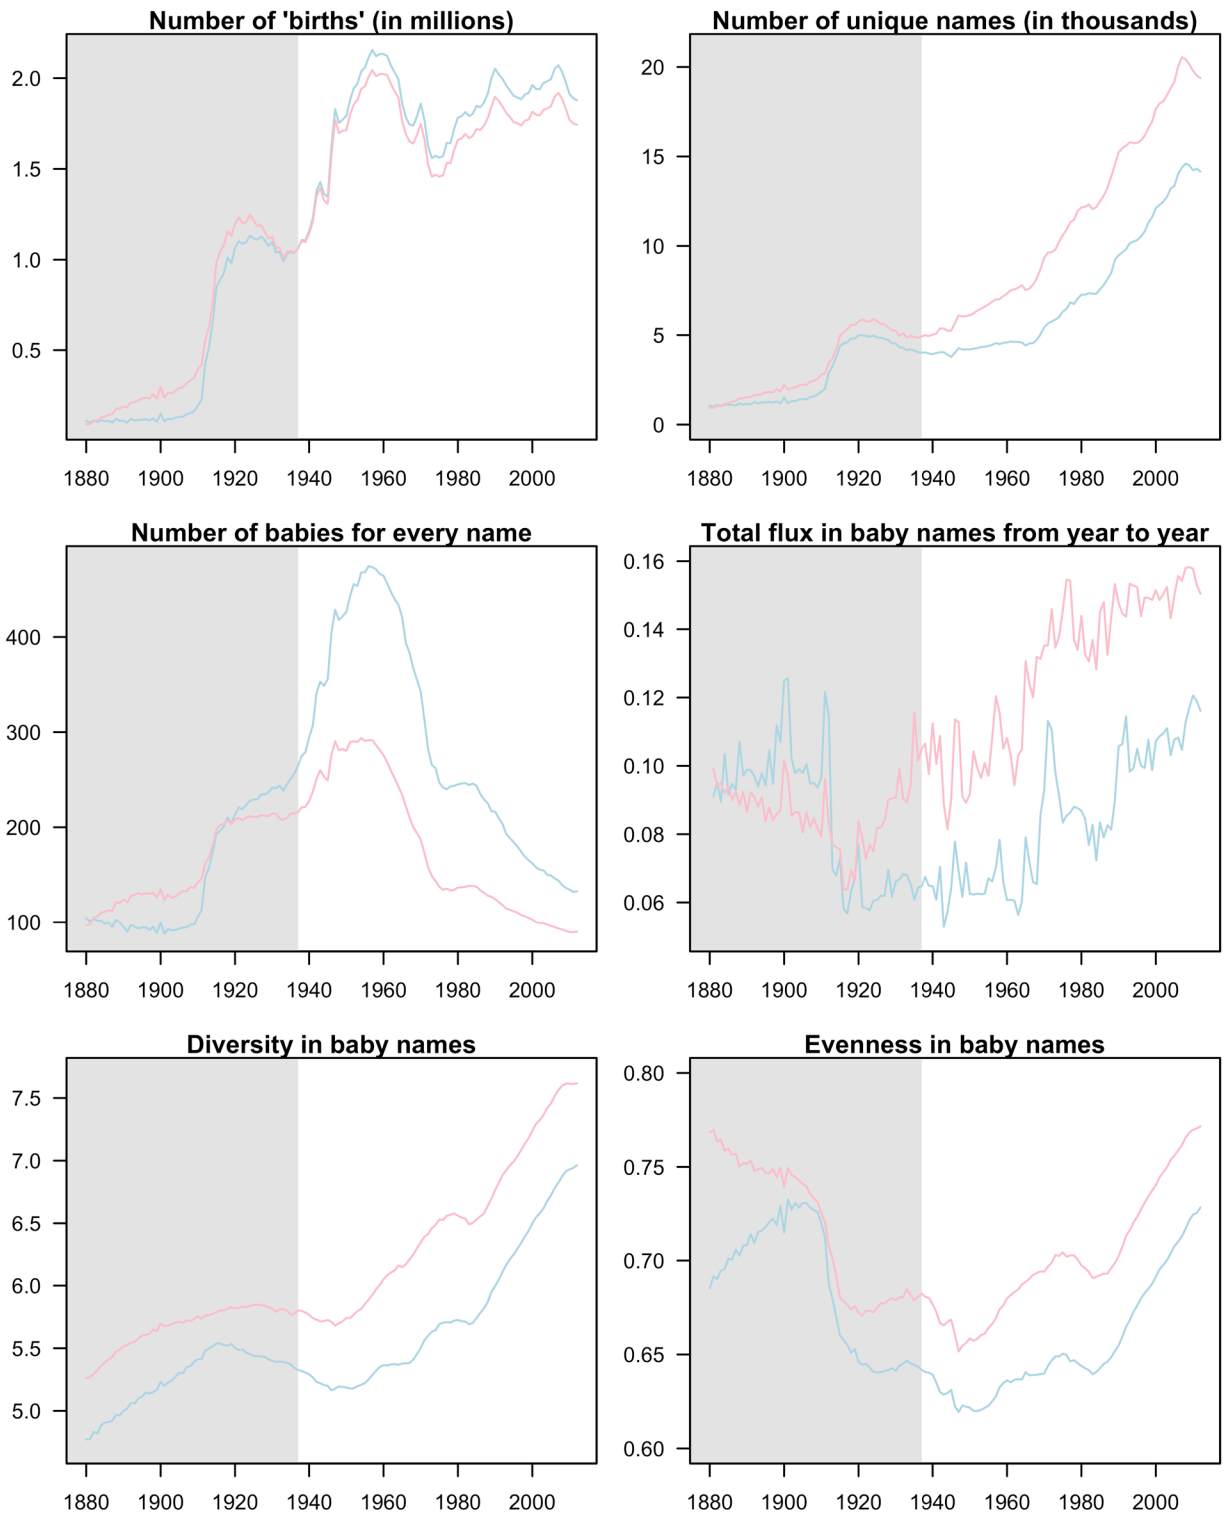 Number of 'births' (in millions)
2.0
1.5
1.0
0.5
1880 1900 1920 1940 1960 1980 2000
Number of unique names (in thousands)
20
15
10
5
0
1880 1900 1920 1940 1960 1980 2000
Number of babies for every name
400
300
200
100
1880 1900 1920 1940 1960 1980 2000
Total flux in baby names from year to year
0.16
0.14
0.12
0.10
0.08
0.06
1880 1900 1920 1940 1960 1980 2000
Diversity in baby names
7.5
7.0
6.5
6.0
5.5
5.0
1880 1900 1920 1940 1960 1980 2000
Evenness in baby names
0.80
0.75
0.70
0.65
0.60
1880 1900 1920 1940 1960 1980 2000